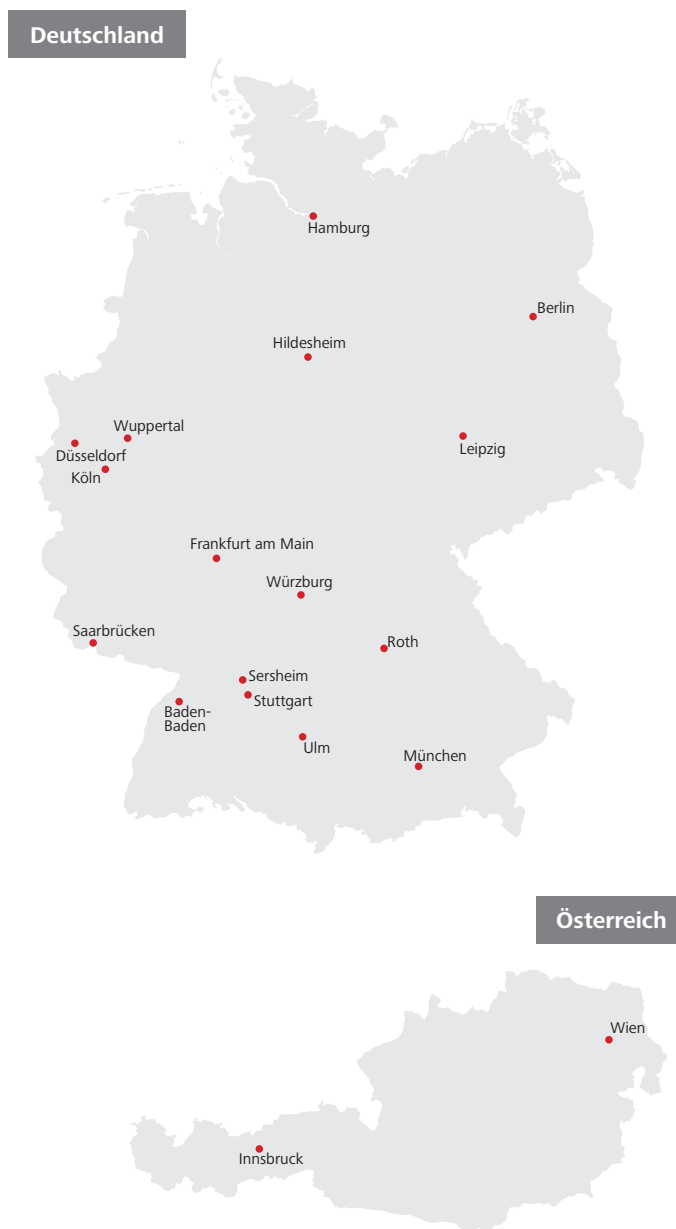 Deutschland
Hamburg
Berlin
Hildesheim
Wuppertal
Düsseldorf
Leipzig
Köln
Frankfurt am Main
Würzburg
Saarbrücken
Roth
Sersheim
Stuttgart
Baden-
Baden
Ulm
München
Österreich
Wien
Innsbruck